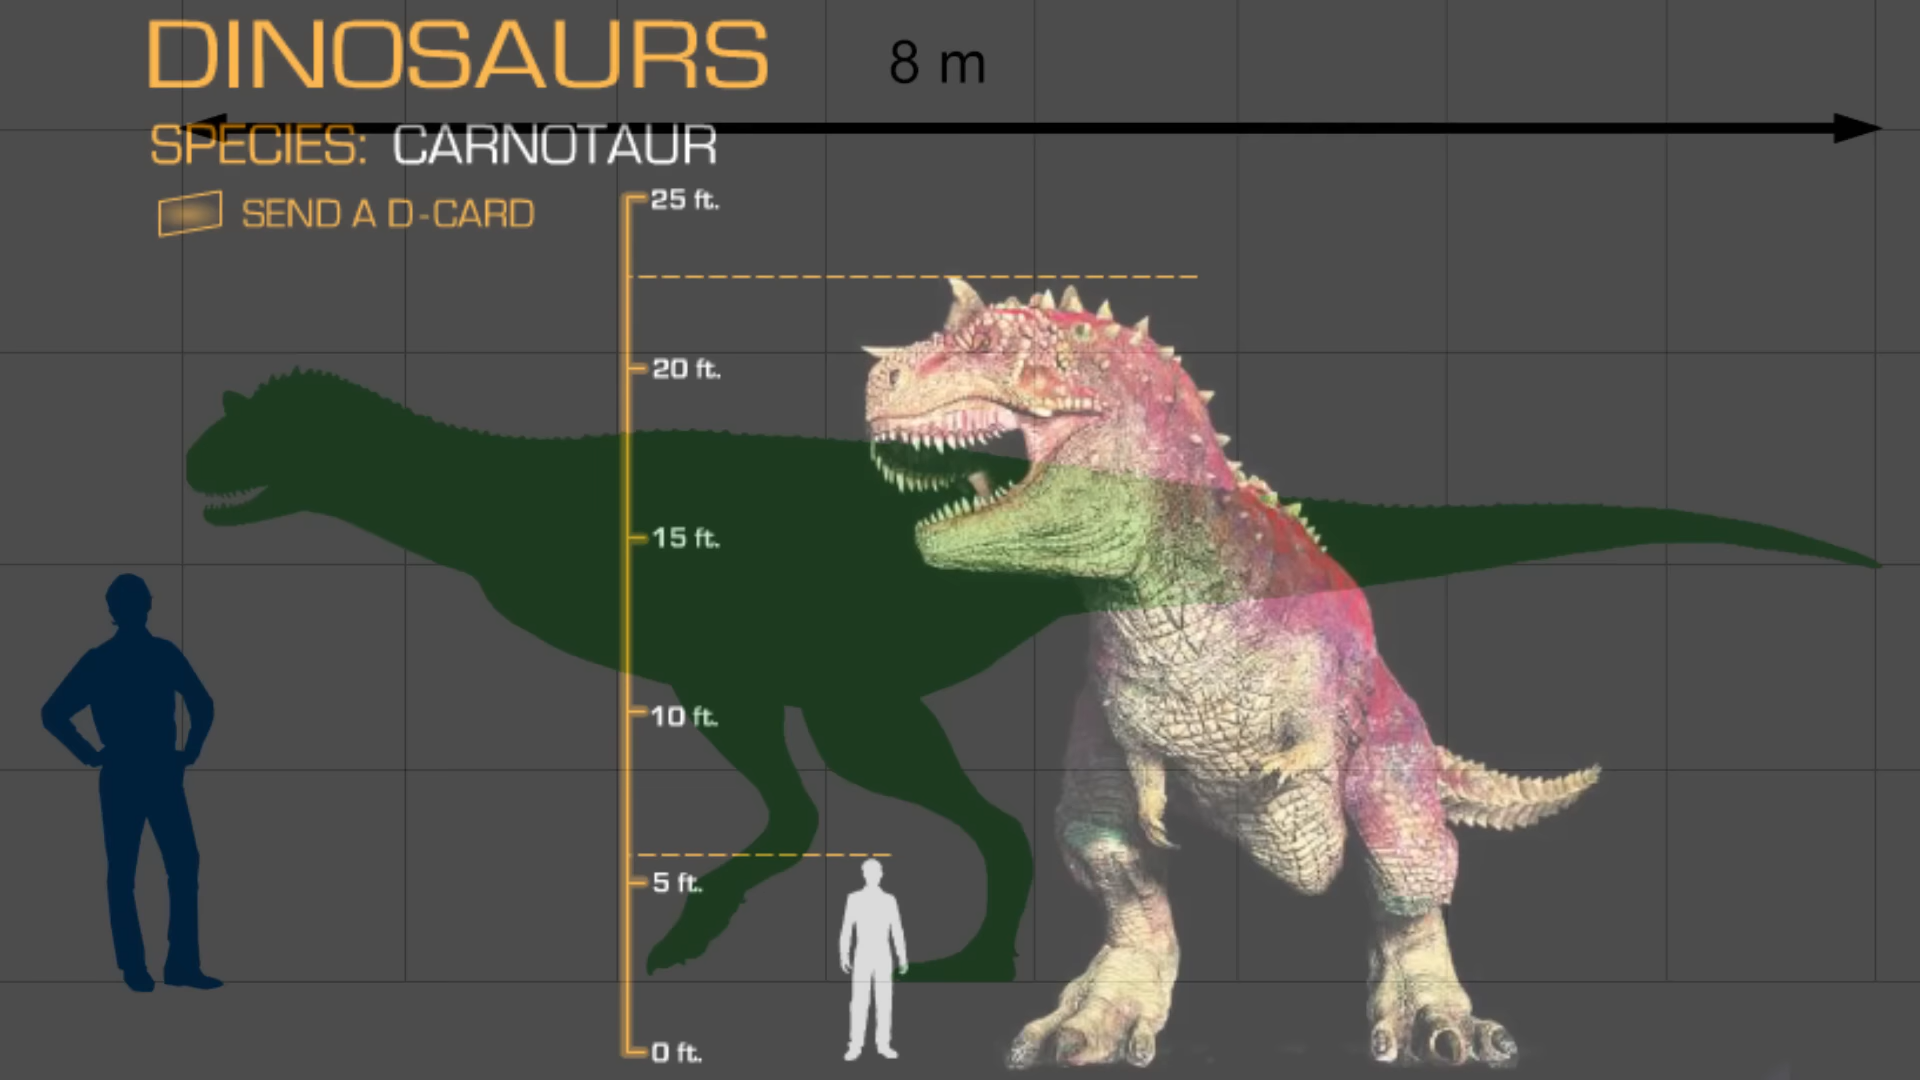 DINOSAURS
8 m
SPECIES: CARNOTAUR
SEND A D-CARD
25 ft.
20 ft.
15 ft.
10 ft.
5 ft.
0 ft.